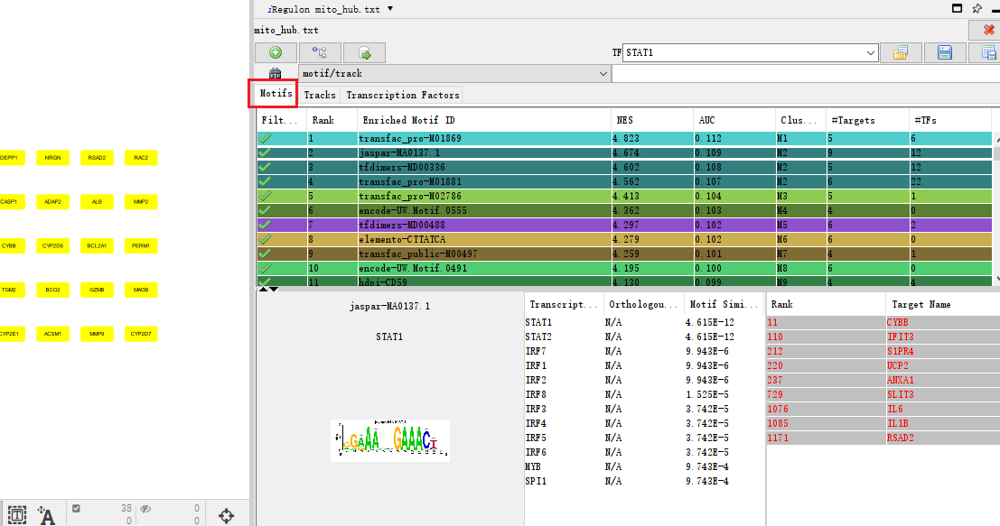 iRegulon mito_hub.txt ▼
mito_hub.txt
TF STAT1
motif/track
Motifs Tracks Transcription Factors
Filt... Rank Enriched Motif ID NES AUC Clus... #Targets #TFs
1 transfac_pro-M01869 4.823 0.112 M1 5 6
2 jaspar-MA0137.1 4.674 0.109 M2 9 12
3 tfdimers-MD00336 4.602 0.108 M2 5 12
4 transfac_pro-M01881 4.562 0.107 M2 6 22
5 transfac_pro-M02786 4.413 0.104 M3 5 1
6 encode-UW.Motif.0555 4.362 0.103 M4 4 0
7 tfdimers-MD00488 4.297 0.102 M5 6 2
8 elemento-CTTATCA 4.279 0.102 M6 6 0
9 transfac_public-M00497 4.259 0.101 M7 4 1
10 encode-UW.Motif.0491 4.195 0.100 M8 6 0
11 hdpi-CD59 4.130 0.099 M9 4 4
DEPP1 NRGN RSAD2 RAC2
CASP1 ADAP2 ALB MMP2
CYBB CYP2D6 BCL2A1 PERM1
TGM2 BCO2 GZMB MAOB
CYP2E1 ACSM1 MMP9 CYP2D7
jaspar-MA0137.1
STAT1
Transcript... Orthologou... Motif Simi...
STAT1 N/A 4.615E-12
STAT2 N/A 4.615E-12
IRF7 N/A 9.943E-6
IRF1 N/A 9.943E-6
IRF2 N/A 9.943E-6
IRF8 N/A 1.525E-5
IRF3 N/A 3.742E-5
IRF4 N/A 3.742E-5
IRF5 N/A 3.742E-5
IRF6 N/A 3.742E-5
MYB N/A 9.743E-4
SPI1 N/A 9.743E-4
Rank Target Name
11 CYBB
110 IFIT3
212 S1PR4
220 UCP2
237 ANXA1
729 SLIT3
1076 IL6
1085 IL1B
1171 RSAD2
38 0
0 0